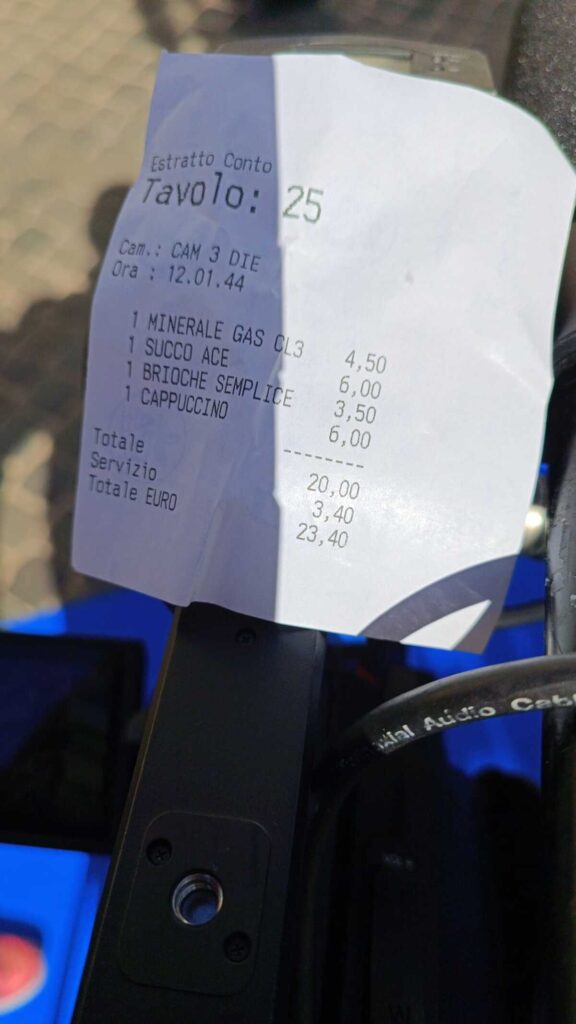 Estratto Conto
Tavolo: 25
Cam.: CAM 3 DIE
Ora : 12.01.44
1 MINERALE GAS CL3 4,50
1 SUCCO ACE 6,00
1 BRIOCHE SEMPLICE 3,50
1 CAPPUCCINO 6,00
--------
Totale 20,00
Servizio 3,40
Totale EURO 23,40
Audio